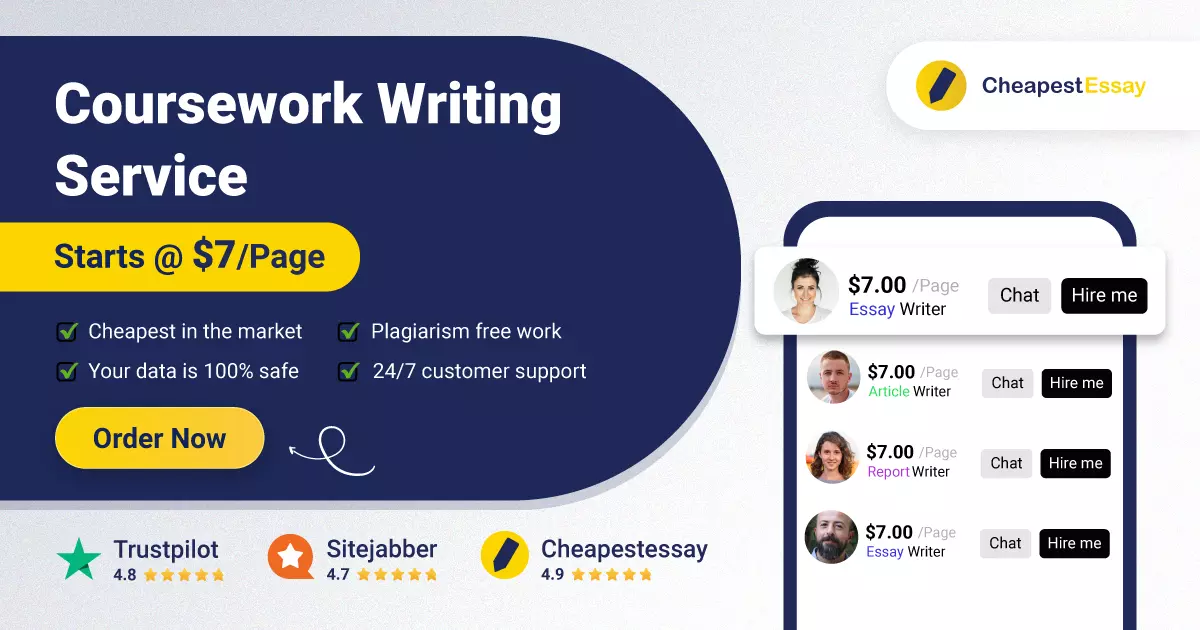 Coursework Writing
Service
Starts @ $7/Page
Cheapest in the market
Plagiarism free work
Your data is 100% safe
24/7 customer support
Order Now
Trustpilot
4.8
Sitejabber
4.7
Cheapestessay
4.9
CheapestEssay
$7.00 /Page
Essay Writer
Chat
Hire me
$7.00 /Page
Article Writer
Chat
Hire me
$7.00 /Page
Report Writer
Chat
Hire me
$7.00 /Page
Essay Writer
Chat
Hire me